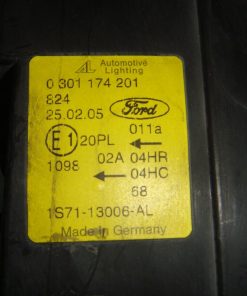 AL Automotive Lighting
0 301 174 201
824
25.02.05 Ford
E1 20PL 011a
1098 02A 04HR
04HC
68
1S71-13006-AL
Made in Germany